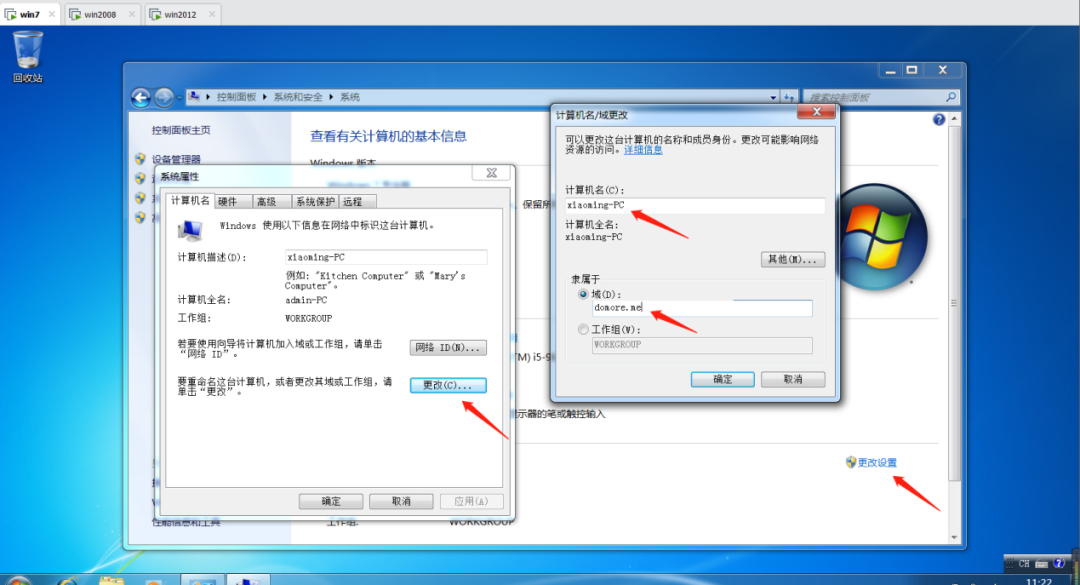 win7
win2008
win2012
回收站
控制面板
系统和安全
系统
搜索控制面板
控制面板主页
设备管理器
性能信息和工具
查看有关计算机的基本信息
Windows 版本
保留所
TM) i5-9
示器的笔或触控输入
更改设置
工作组:
WORKGROUP
系统属性
计算机名
硬件
高级
系统保护
远程
Windows 使用以下信息在网络中标识这台计算机。
计算机描述(D):
xiaoming-PC
例如: "Kitchen Computer" 或 "Mary's
Computer"。
计算机全名:
admin-PC
工作组:
WORKGROUP
若要使用向导将计算机加入域或工作组，请单击
“网络 ID”。
网络 ID(N)...
要重命名这台计算机，或者更改其域或工作组，请
单击“更改”。
更改(C)...
确定
取消
应用(A)
计算机名/域更改
可以更改这台计算机的名称和成员身份。更改可能影响网络
资源的访问。详细信息
计算机名(C):
xiaoming-PC
计算机全名:
xiaoming-PC
其他(M)...
隶属于
域(D):
domore.me
工作组(W):
WORKGROUP
确定
取消
CH
11:22